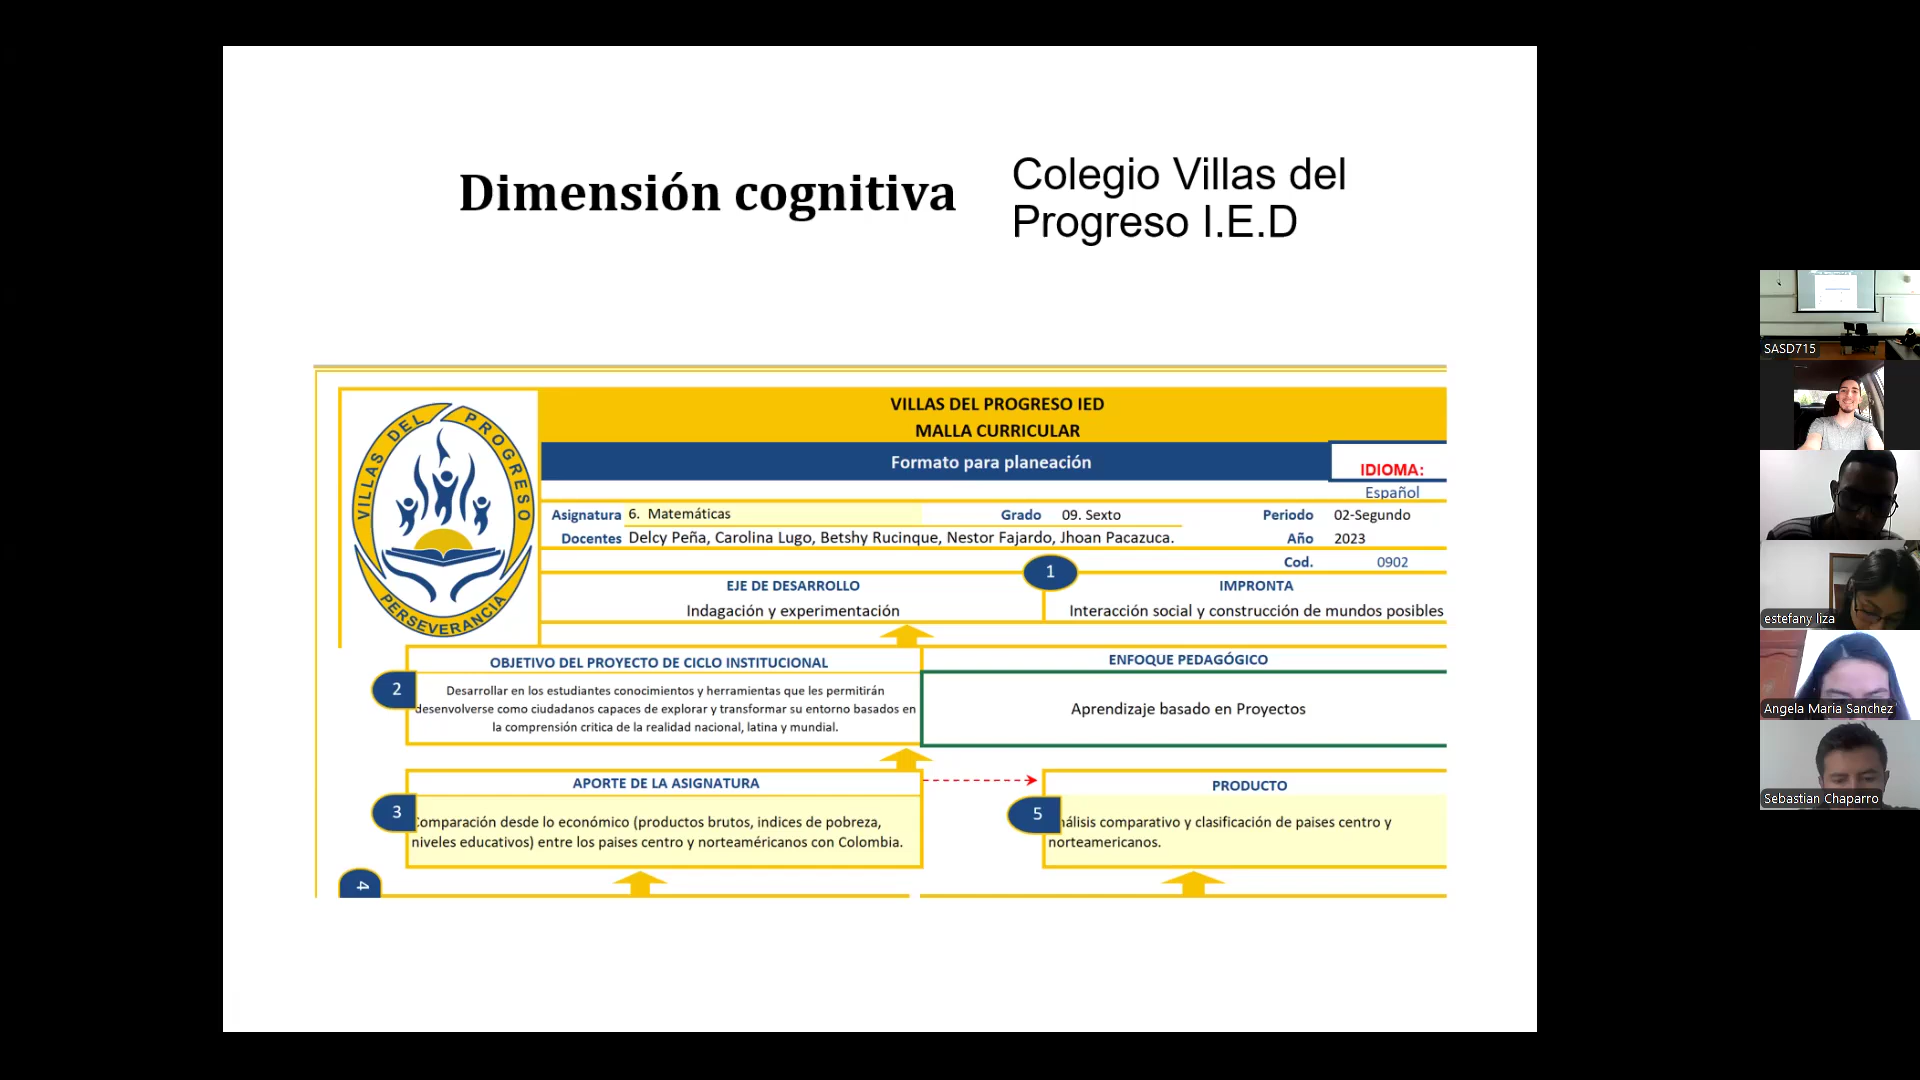 Dimensión cognitiva
Colegio Villas del
Progreso I.E.D
VILLAS DEL PROGRESO
PERSEVERANCIA
VILLAS DEL PROGRESO IED
MALLA CURRICULAR
Formato para planeación
IDIOMA:
Español
Asignatura 6. Matemáticas Grado 09. Sexto Periodo 02-Segundo
Docentes Delcy Peña, Carolina Lugo, Betshy Rucinque, Nestor Fajardo, Jhoan Pacazuca. Año 2023
Cod. 0902
1
EJE DE DESARROLLO
Indagación y experimentación
IMPRONTA
Interacción social y construcción de mundos posibles
2
OBJETIVO DEL PROYECTO DE CICLO INSTITUCIONAL
Desarrollar en los estudiantes conocimientos y herramientas que les permitirán
desenvolverse como ciudadanos capaces de explorar y transformar su entorno basados en
la comprensión critica de la realidad nacional, latina y mundial.
ENFOQUE PEDAGÓGICO
Aprendizaje basado en Proyectos
3
APORTE DE LA ASIGNATURA
Comparación desde lo económico (productos brutos, indices de pobreza,
niveles educativos) entre los paises centro y norteaméricanos con Colombia.
5
PRODUCTO
nálisis comparativo y clasificación de paises centro y
norteamericanos.
4
SASD715
estefany liza
Angela Maria Sanchez
Sebastian Chaparro